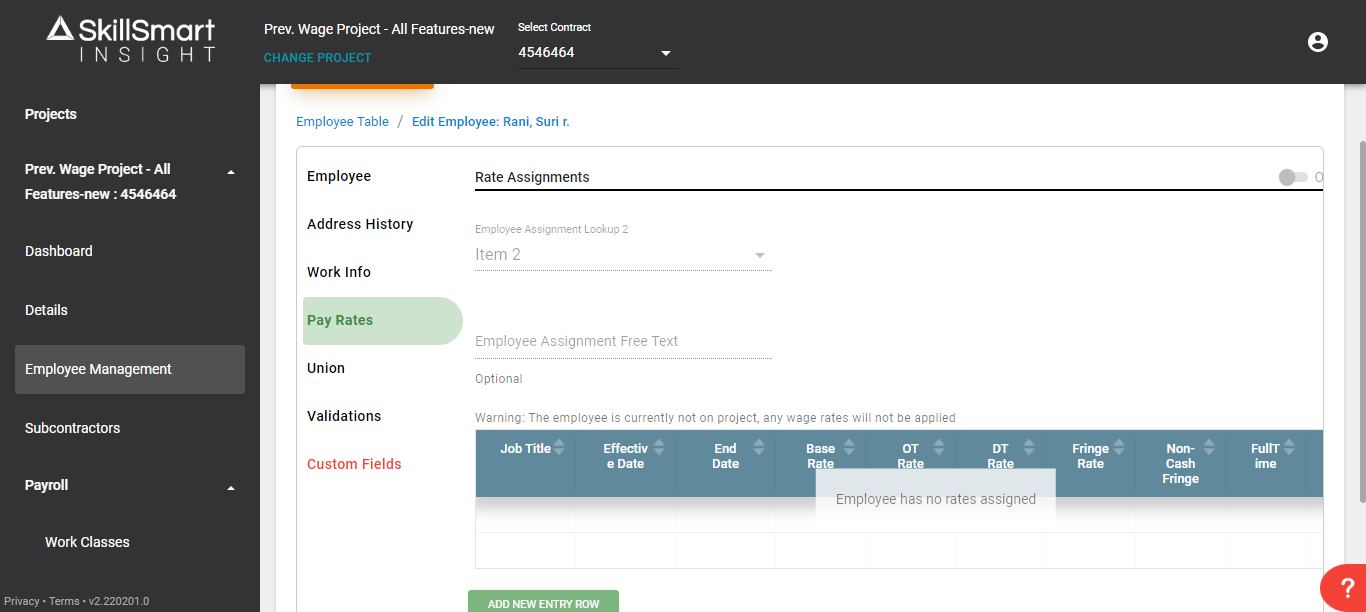 SkillSmart
INSIGHT
Prev. Wage Project - All Features-new
CHANGE PROJECT
Select Contract
4546464
Projects
Prev. Wage Project - All
Features-new : 4546464
Dashboard
Details
Employee Management
Subcontractors
Payroll
Work Classes
Privacy • Terms • v2.220201.0
Employee Table / Edit Employee: Rani, Suri r.
Employee
Address History
Work Info
Pay Rates
Union
Validations
Custom Fields
Rate Assignments
Employee Assignment Lookup 2
Item 2
Employee Assignment Free Text
Optional
Warning: The employee is currently not on project, any wage rates will not be applied
Job Title
Effectiv
e Date
End
Date
Base
Rate
OT
Rate
DT
Rate
Fringe
Rate
Non-
Cash
Fringe
FullT
ime
Employee has no rates assigned
ADD NEW ENTRY ROW
?